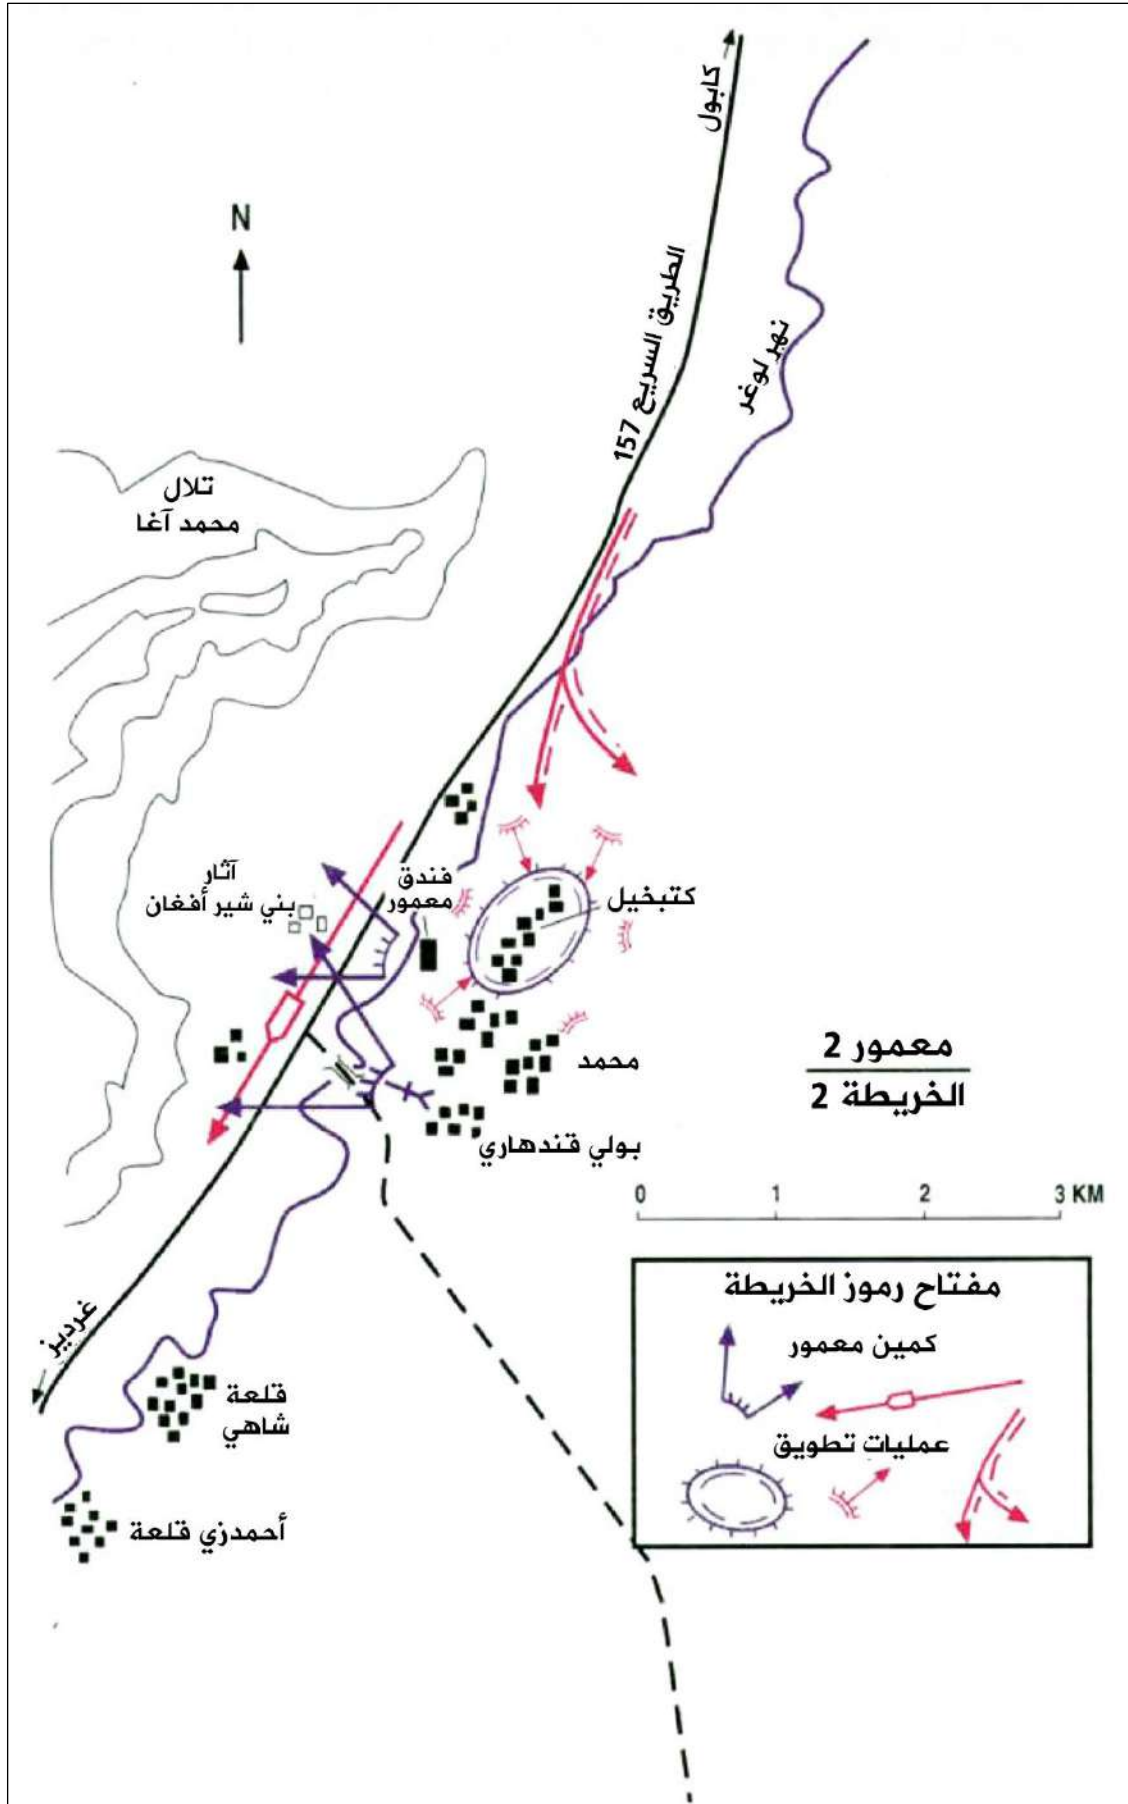 كابول
N
الطريق السريع 157
نهر لوغر
تلال
محمد آغا
آثار
بني شير أفغان
فندق
معمور
كتبخيل
محمد
بولي قندهاري
معمور 2
الخريطة 2
0 1 2 3 KM
غرديز
قلعة
شاهي
أحمدزي قلعة
مفتاح رموز الخريطة
كمين معمور
عمليات تطويق